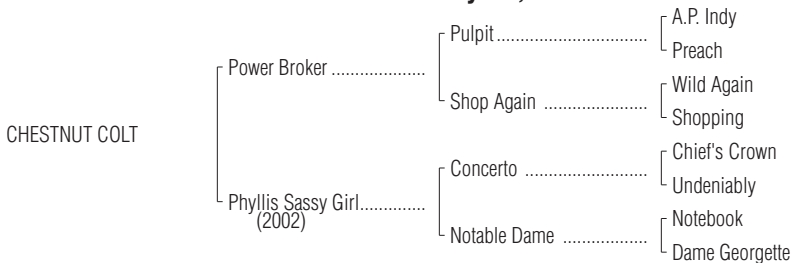 A.P. Indy
Pulpit
Preach
Power Broker
Wild Again
Shop Again
Shopping
CHESTNUT COLT
Chief's Crown
Concerto
Undeniably
Phyllis Sassy Girl
(2002)
Notebook
Notable Dame
Dame Georgette